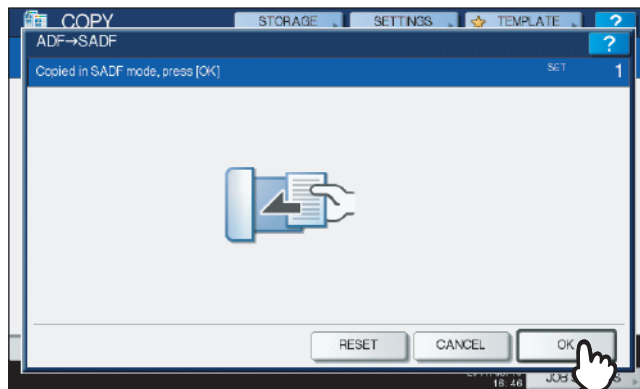 COPY STORAGE SETTINGS TEMPLATE ?
ADF→SADF ?
Copied in SADF mode, press [OK] SET 1
RESET CANCEL OK
16:46 JOB